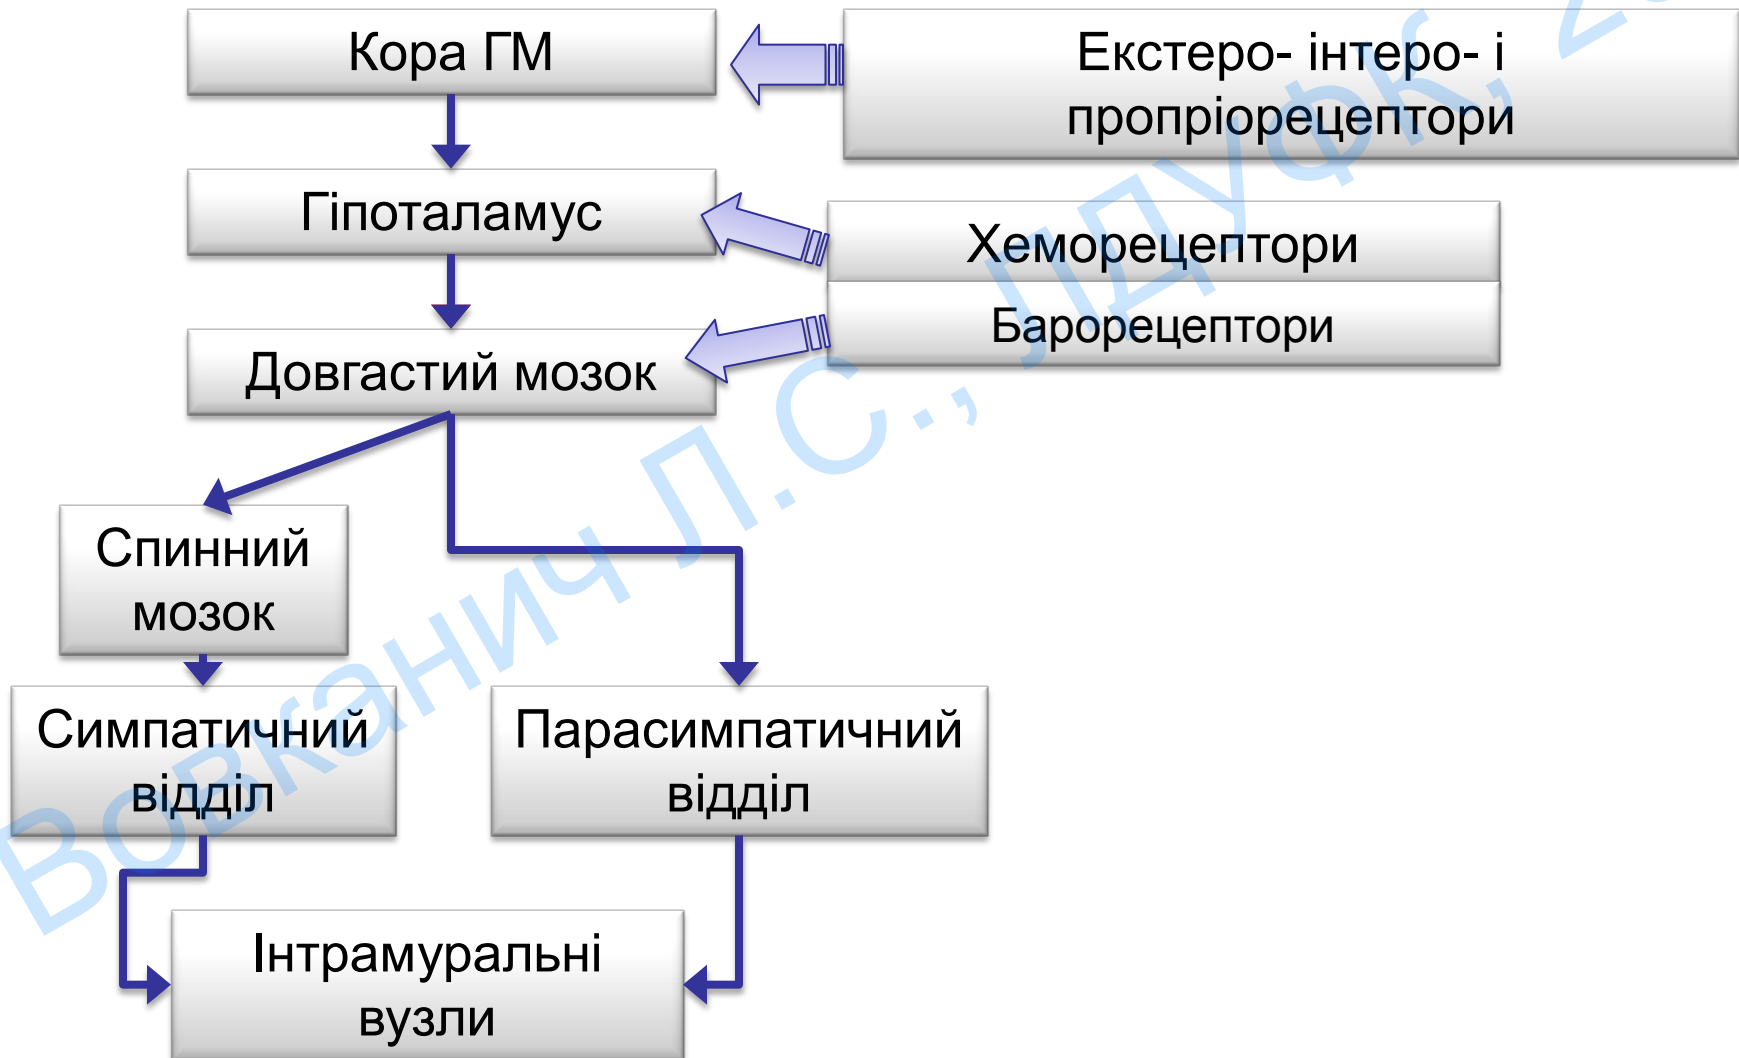 Кора ГМ
Екстеро- інтеро- і
пропріорецептори
Гіпоталамус
Хеморецептори
Барорецептори
Довгастий мозок
Спинний
мозок
Симпатичний
відділ
Парасимпатичний
відділ
Інтрамуральні
вузли
Вовканич Л.С., ЛДУФК, 2